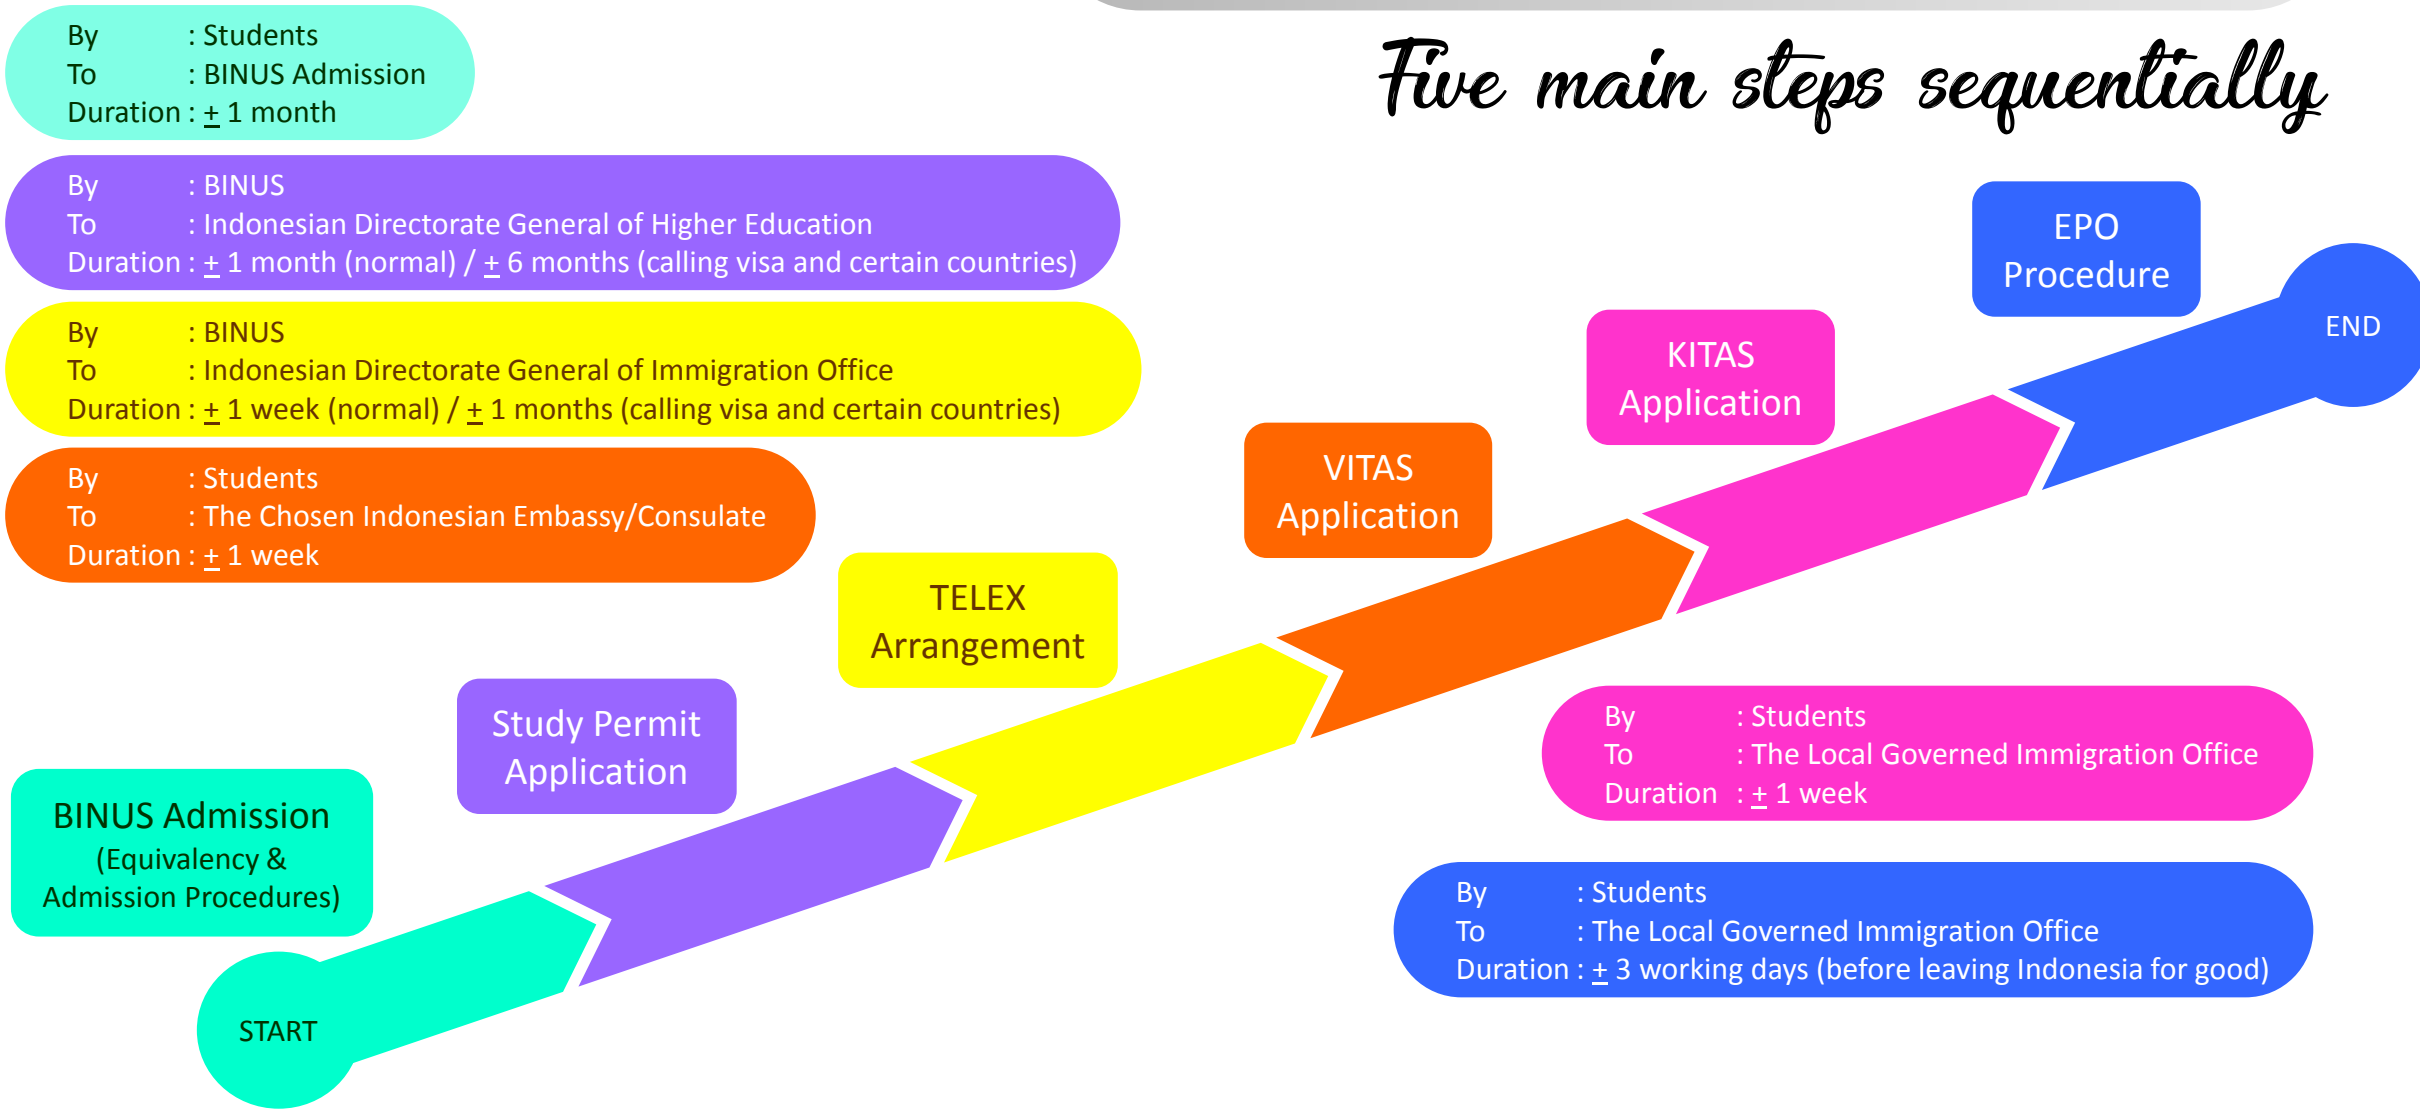 Five main steps sequentially
By : Students
To : BINUS Admission
Duration : ± 1 month
By : BINUS
To : Indonesian Directorate General of Higher Education
Duration : ± 1 month (normal) / ± 6 months (calling visa and certain countries)
By : BINUS
To : Indonesian Directorate General of Immigration Office
Duration : ± 1 week (normal) / ± 1 months (calling visa and certain countries)
By : Students
To : The Chosen Indonesian Embassy/Consulate
Duration : ± 1 week
BINUS Admission
(Equivalency &
Admission Procedures)
START
Study Permit
Application
TELEX
Arrangement
VITAS
Application
KITAS
Application
EPO
Procedure
END
By : Students
To : The Local Governed Immigration Office
Duration : ± 1 week
By : Students
To : The Local Governed Immigration Office
Duration : ± 3 working days (before leaving Indonesia for good)